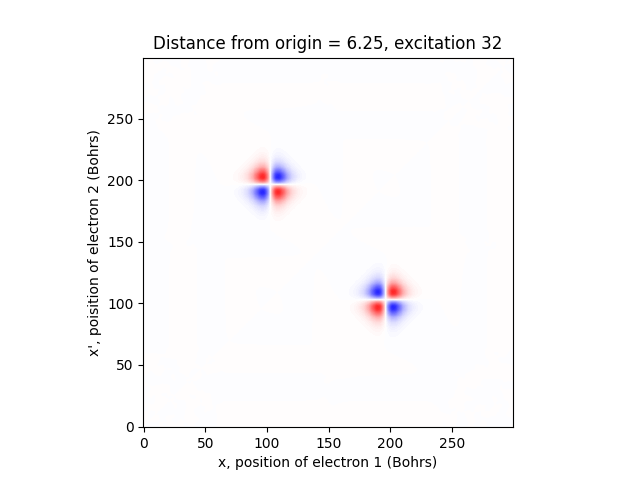 Distance from origin = 6.25, excitation 32
x', poisition of electron 2 (Bohrs)
250
200
150
100
50
0
0 50 100 150 200 250
x, position of electron 1 (Bohrs)